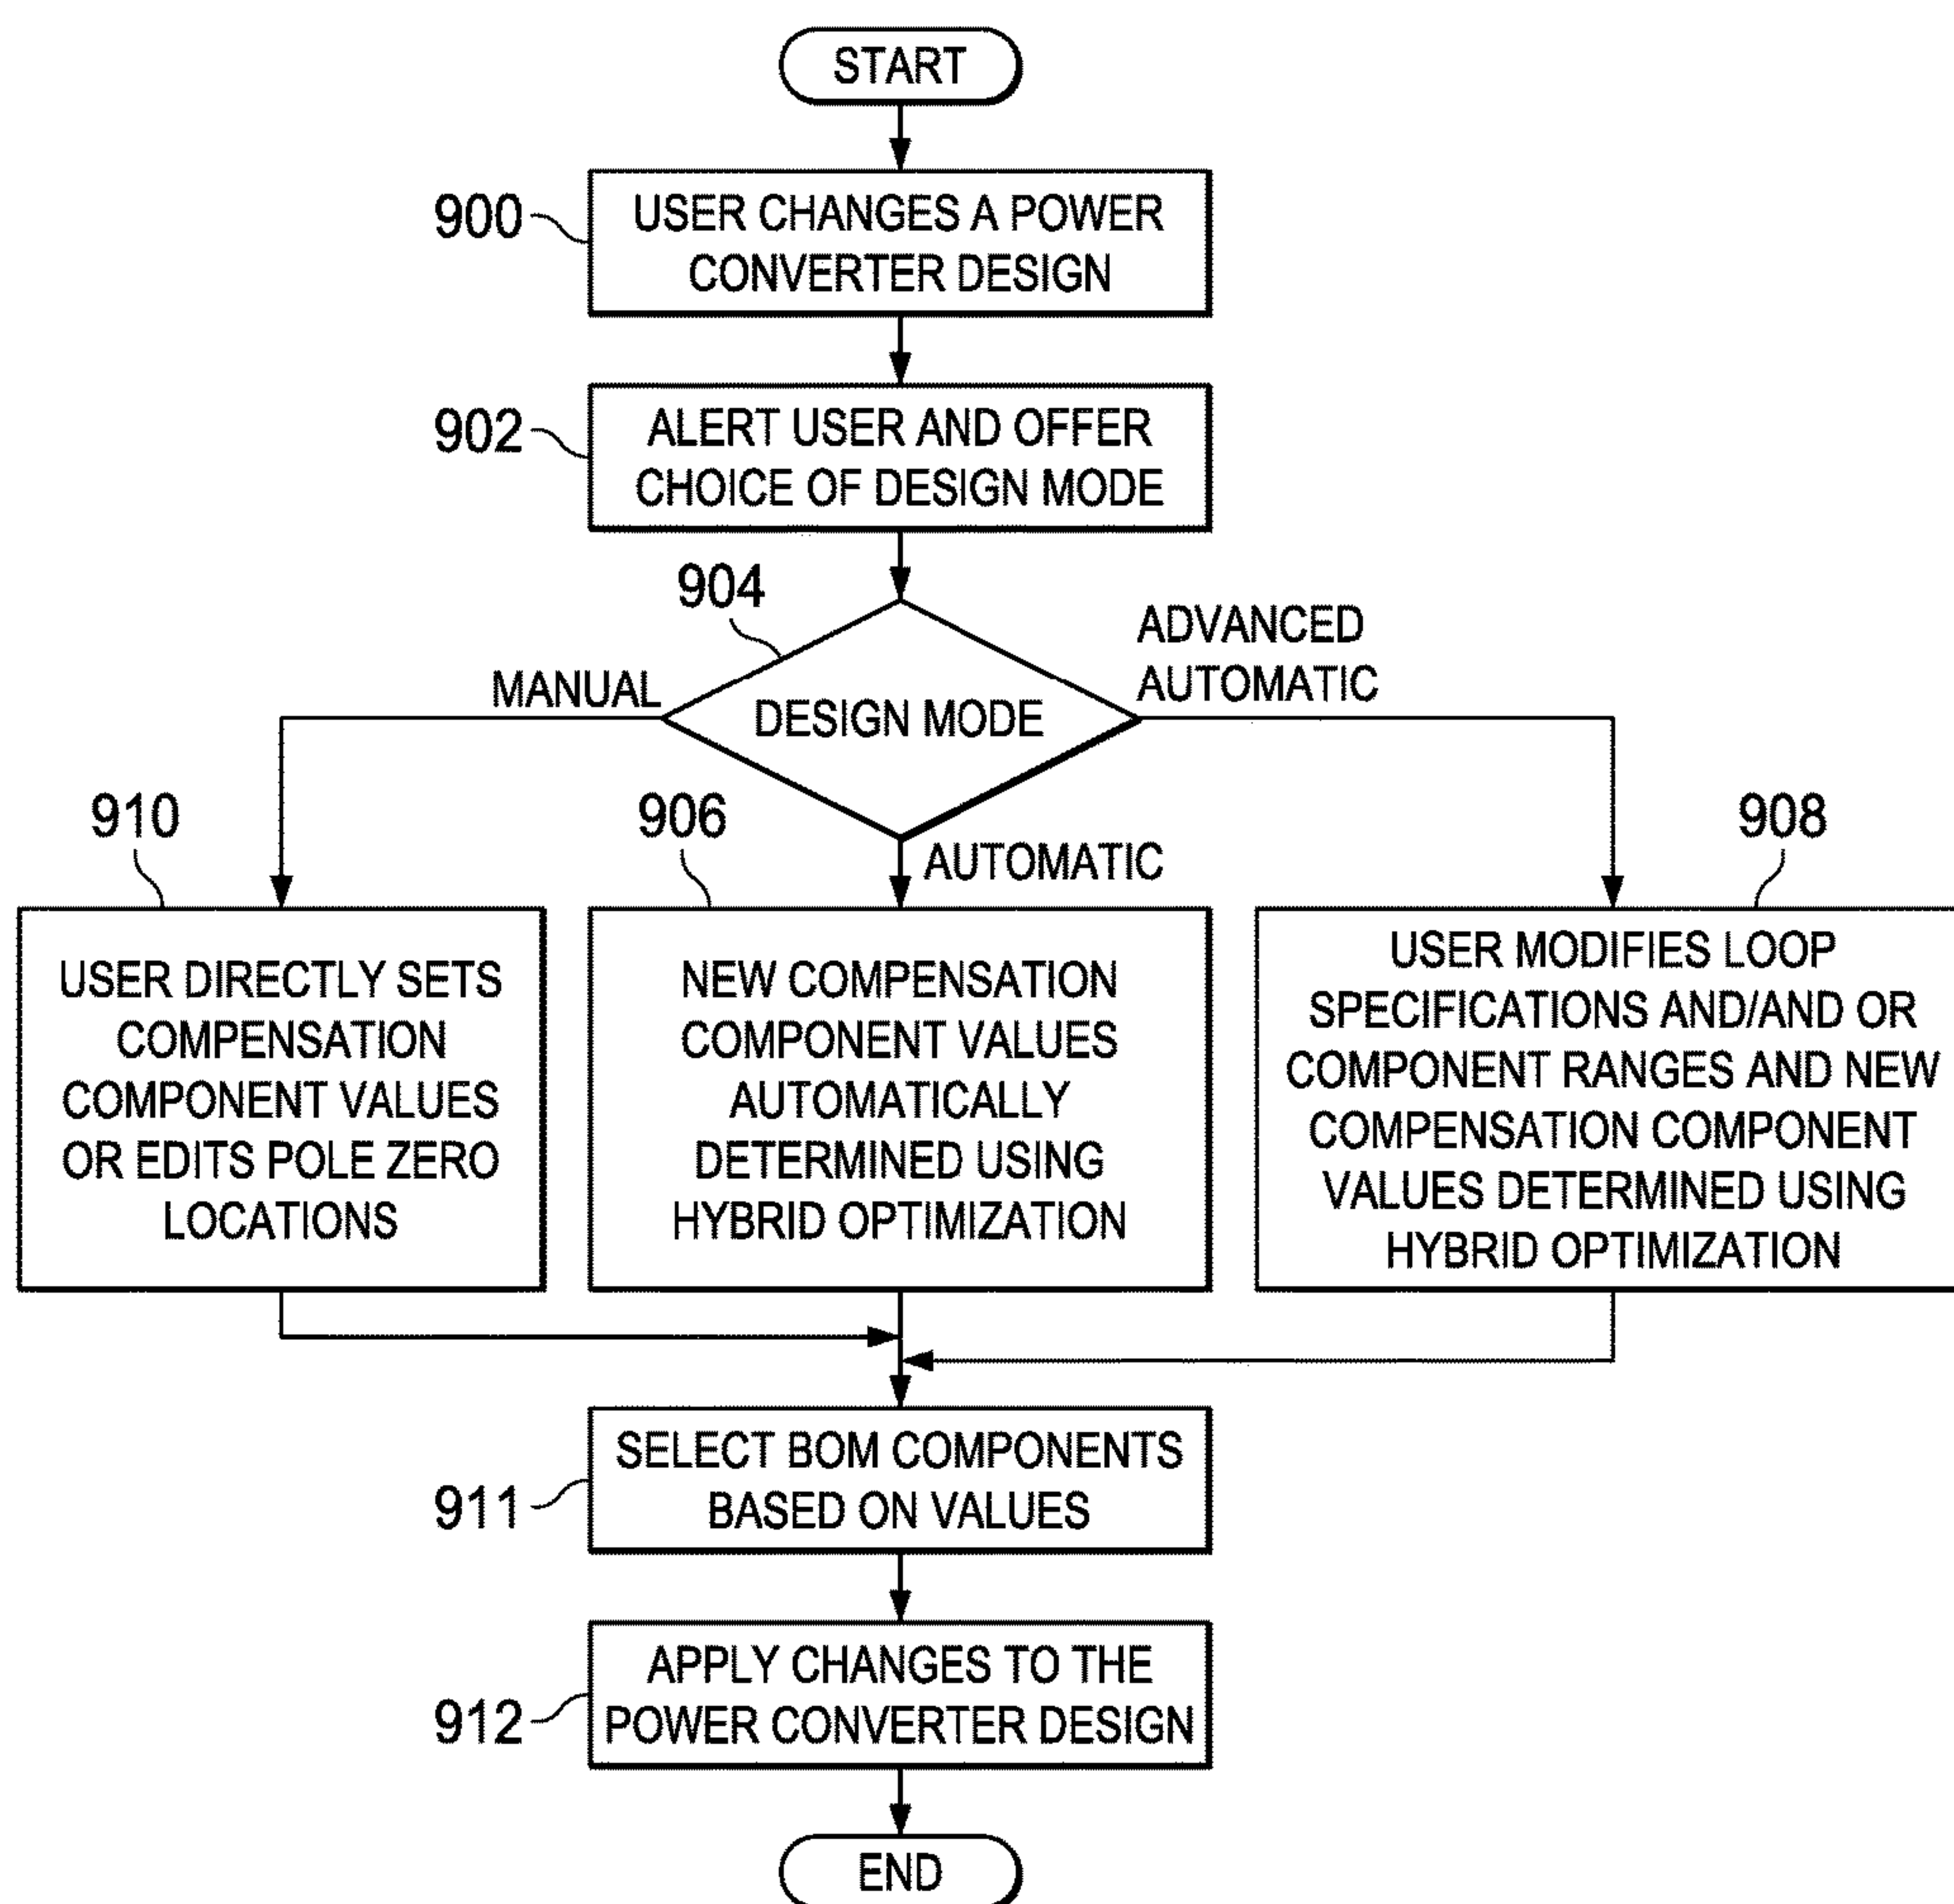 START
900
USER CHANGES A POWER
CONVERTER DESIGN
902
ALERT USER AND OFFER
CHOICE OF DESIGN MODE
904
DESIGN MODE
MANUAL
ADVANCED
AUTOMATIC
AUTOMATIC
910
USER DIRECTLY SETS
COMPENSATION
COMPONENT VALUES
OR EDITS POLE ZERO
LOCATIONS
906
NEW COMPENSATION
COMPONENT VALUES
AUTOMATICALLY
DETERMINED USING
HYBRID OPTIMIZATION
908
USER MODIFIES LOOP
SPECIFICATIONS AND/AND OR
COMPONENT RANGES AND NEW
COMPENSATION COMPONENT
VALUES DETERMINED USING
HYBRID OPTIMIZATION
911
SELECT BOM COMPONENTS
BASED ON VALUES
912
APPLY CHANGES TO THE
POWER CONVERTER DESIGN
END